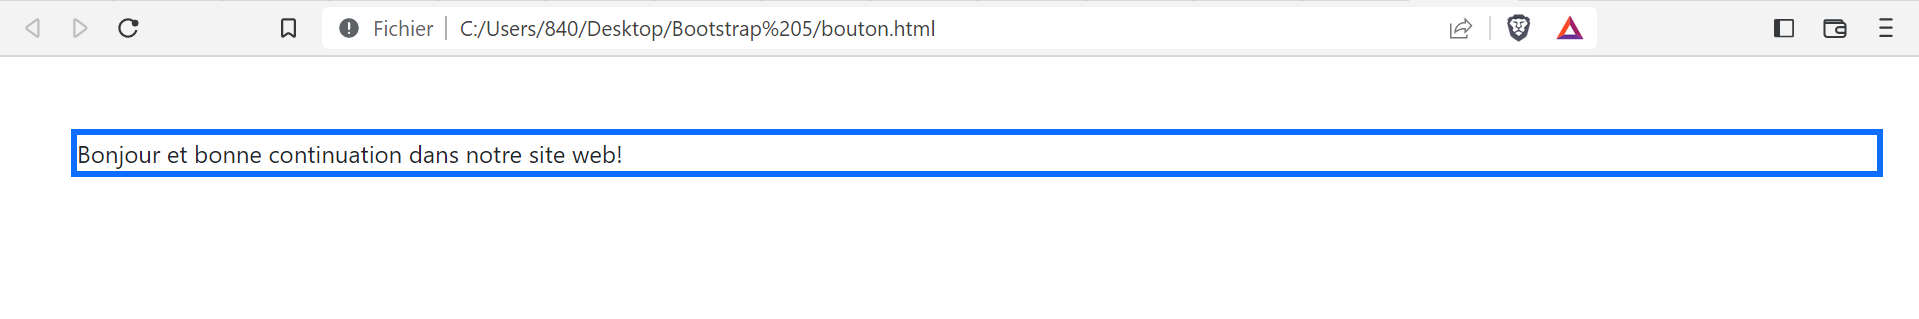 Fichier | C:/Users/840/Desktop/Bootstrap%205/bouton.html
Bonjour et bonne continuation dans notre site web!